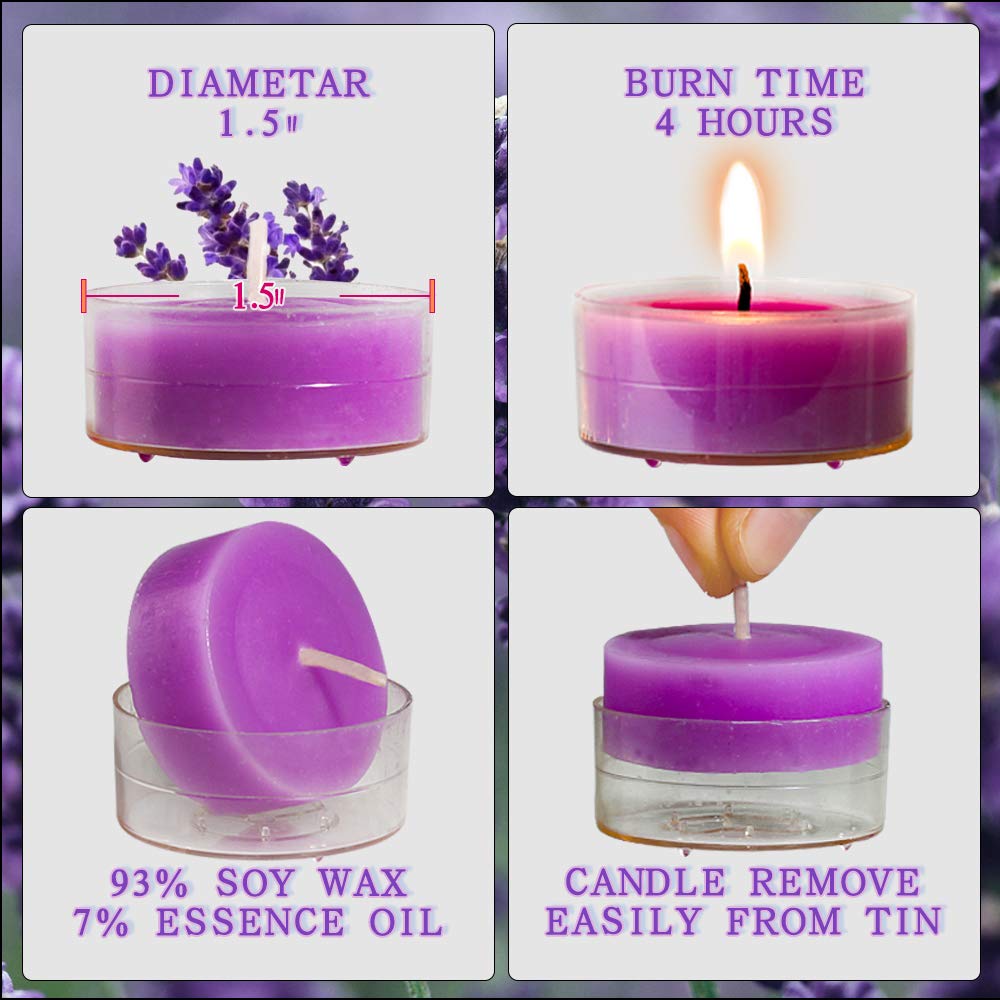 DIAMETAR
1.5"
1.5"
BURN TIME
4 HOURS
93% SOY WAX
7% ESSENCE OIL
CANDLE REMOVE
EASILY FROM TIN